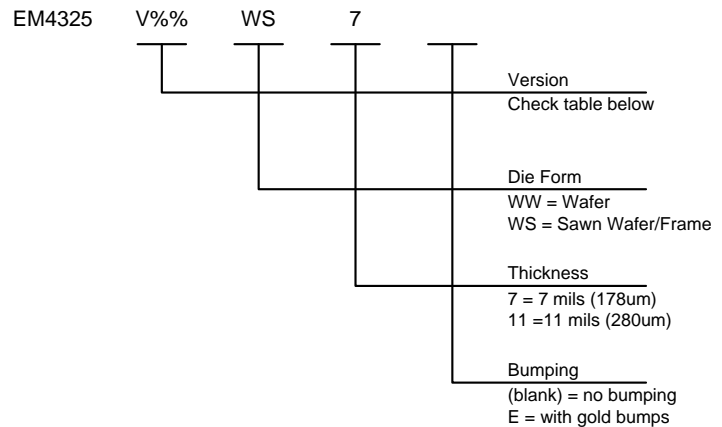 EM4325 V%% WS 7
Version
Check table below
Die Form
WW = Wafer
WS = Sawn Wafer/Frame
Thickness
7 = 7 mils (178um)
11 =11 mils (280um)
Bumping
(blank) = no bumping
E = with gold bumps